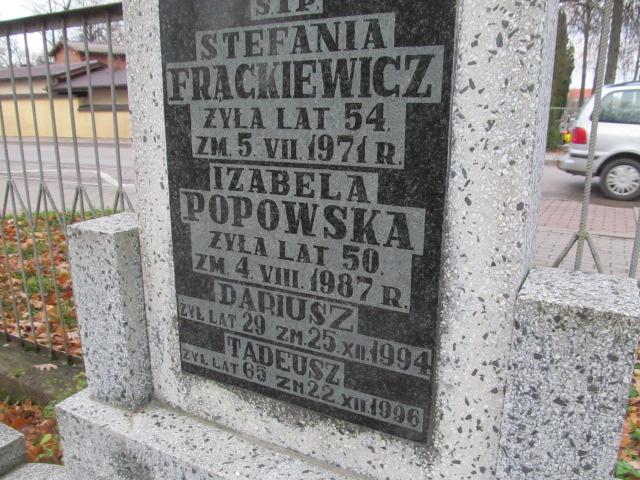 Ś.†P.
STEFANIA
FRĄCKIEWICZ
ŻYŁA LAT 54.
ZM. 5. VII. 1971 R.
IZABELA
POPOWSKA
ŻYŁA LAT 50.
ZM. 4. VIII. 1987 R.
DARIUSZ
ŻYŁ LAT 29 ZM. 25.XII.1994
TADEUSZ
ŻYŁ LAT 65 ZM 22.XII.1996